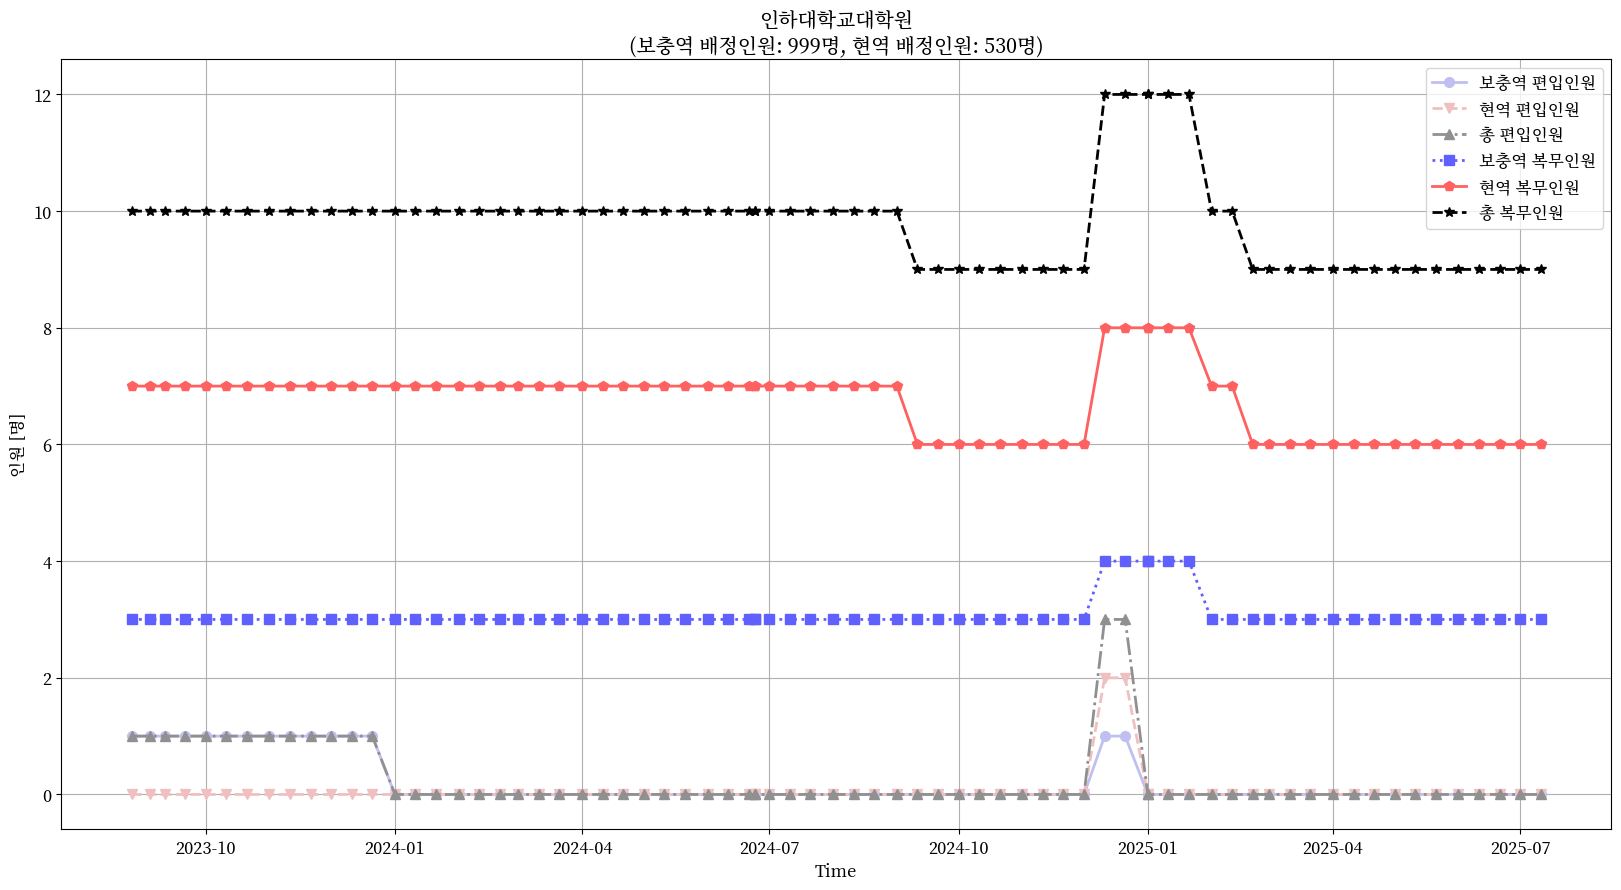 인하대학교대학원
(보충역 배정인원: 999명, 현역 배정인원: 530명)
보충역 편입인원
현역 편입인원
총 편입인원
보충역 복무인원
현역 복무인원
총 복무인원
인원 [명]
12
10
8
6
4
2
0
2023-10
2024-01
2024-04
2024-07
2024-10
2025-01
2025-04
2025-07
Time